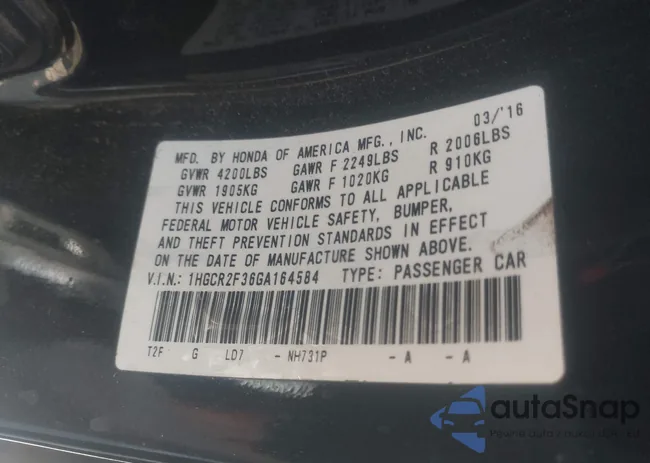 03/'16
MFD. BY HONDA OF AMERICA MFG., INC.
GVWR 4200LBS GAWR F 2249LBS R 2006LBS
GVWR 1905KG GAWR F 1020KG R 910KG
THIS VEHICLE CONFORMS TO ALL APPLICABLE
FEDERAL MOTOR VEHICLE SAFETY, BUMPER,
AND THEFT PREVENTION STANDARDS IN EFFECT
ON THE DATE OF MANUFACTURE SHOWN ABOVE.
V.I.N.: 1HGCR2F36GA164584 TYPE: PASSENGER CAR
T2F G LD7 - NH731P - A - A
autaSnap